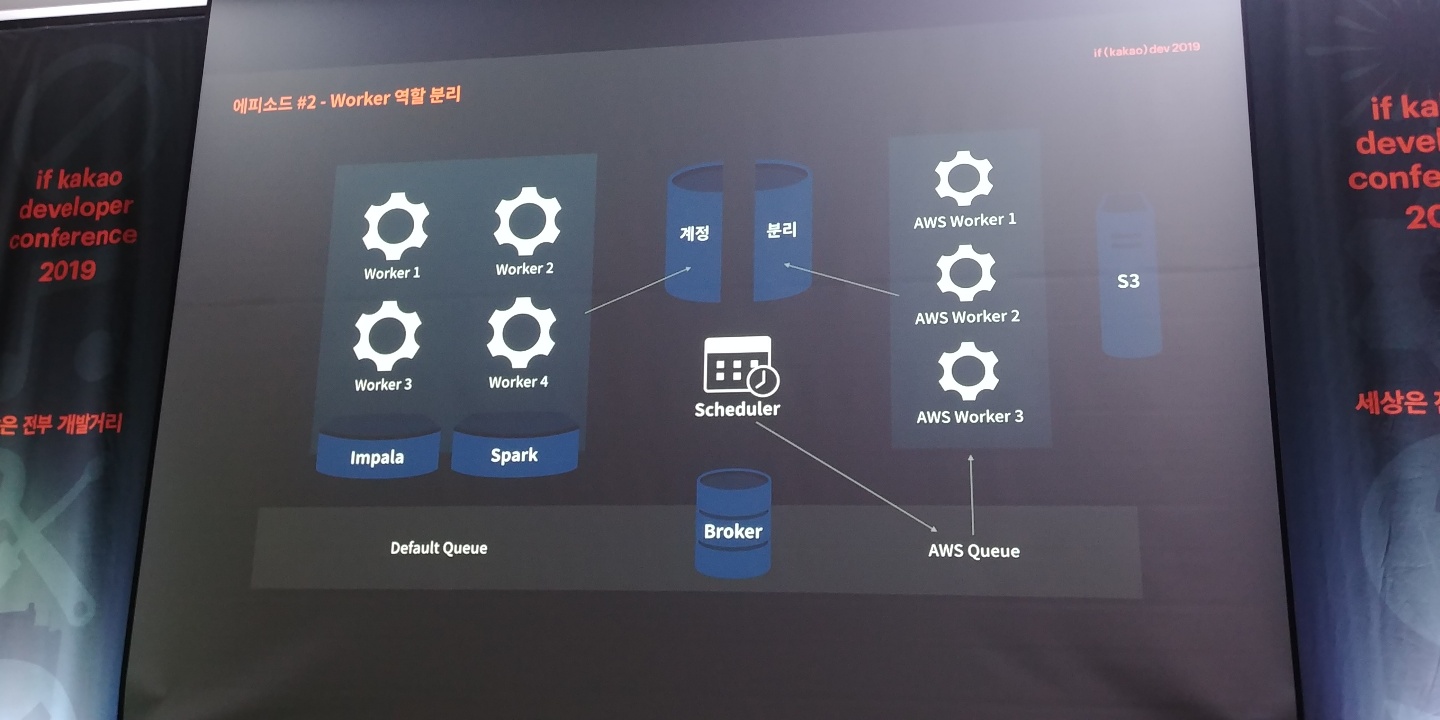 if (kakao) dev 2019
에피소드 #2 - Worker 역할 분리
if kakao
developer
conference
2019
은 전부 개발거리
Worker 1
Worker 2
Worker 3
Worker 4
Impala
Spark
계정
분리
Scheduler
Broker
Default Queue
AWS Queue
AWS Worker 1
AWS Worker 2
AWS Worker 3
S3
if ka
devel
confe
20
세상은